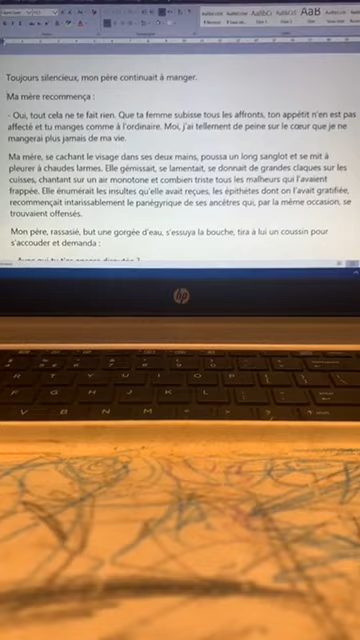 Toujours silencieux, mon père continuait à manger.
Ma mère recommença :
- Oui, tout cela ne te fait rien. Que ta femme subisse tous les affronts, ton appétit n'en est pas
affecté et tu manges comme à l'ordinaire. Moi, j'ai tellement de peine sur le cœur que je ne
mangerai plus jamais de ma vie.
Ma mère, se cachant le visage dans ses deux mains, poussa un long sanglot et se mit à
pleurer à chaudes larmes. Elle gémissait, se lamentait, se donnait de grandes claques sur les
cuisses, chantant sur un air monotone et combien triste tous les malheurs qui l'avaient
frappée. Elle énumérait les insultes qu'elle avait reçues, les épithètes dont on l'avait gratifiée,
recommençait intarissablement le panégyrique de ses ancêtres qui, par la même occasion, se
trouvaient offensés.
Mon père, rassasié, but une gorgée d'eau, s'essuya la bouche, tira à lui un coussin pour
s'accouder et demanda :
hp
R T Y U I O P
F G H J K L
V B N M